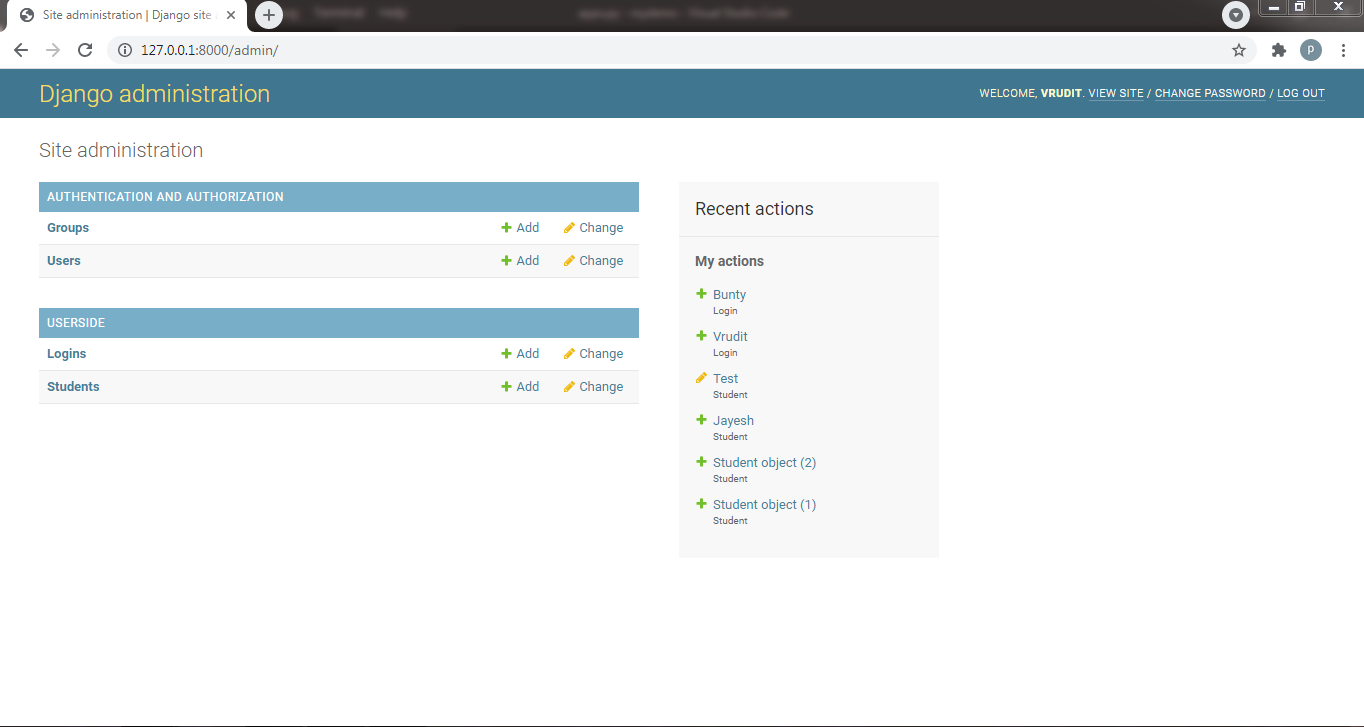 Site administration | Django site
127.0.0.1:8000/admin/
P
Django administration
WELCOME, VRUDIT. VIEW SITE / CHANGE PASSWORD / LOG OUT
Site administration
AUTHENTICATION AND AUTHORIZATION
Groups Add Change
Users Add Change
USERSIDE
Logins Add Change
Students Add Change
Recent actions
My actions
Bunty
Login
Vrudit
Login
Test
Student
Jayesh
Student
Student object (2)
Student
Student object (1)
Student